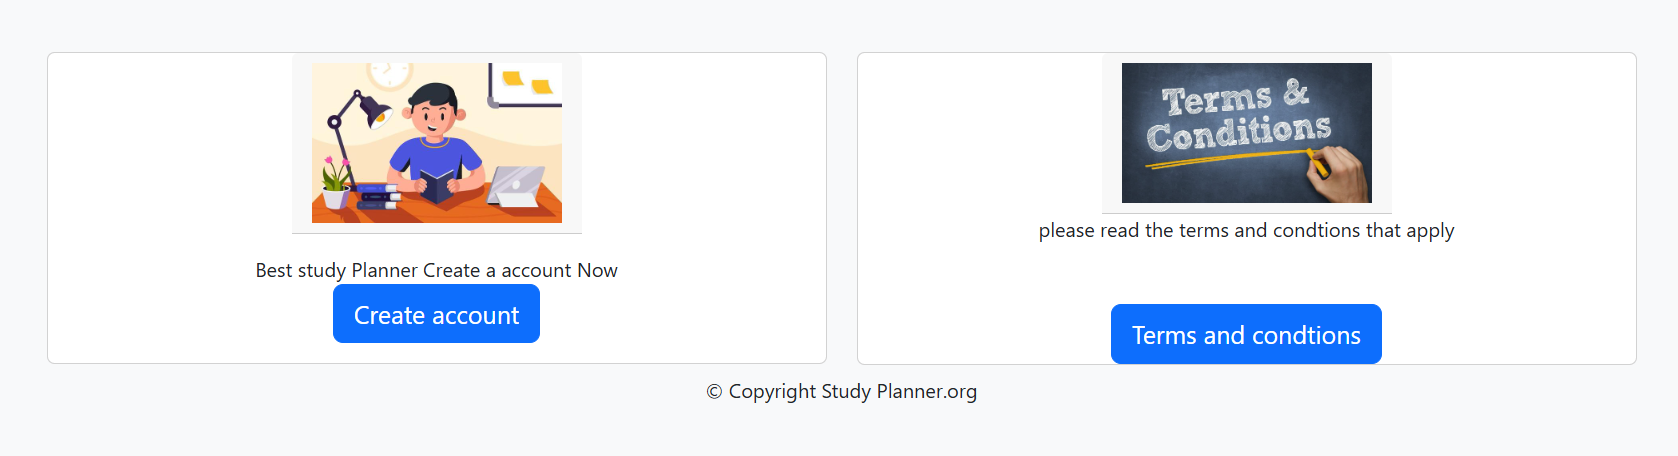 Best study Planner Create a account Now
Create account
Terms &
Conditions
please read the terms and condtions that apply
Terms and condtions
© Copyright Study Planner.org